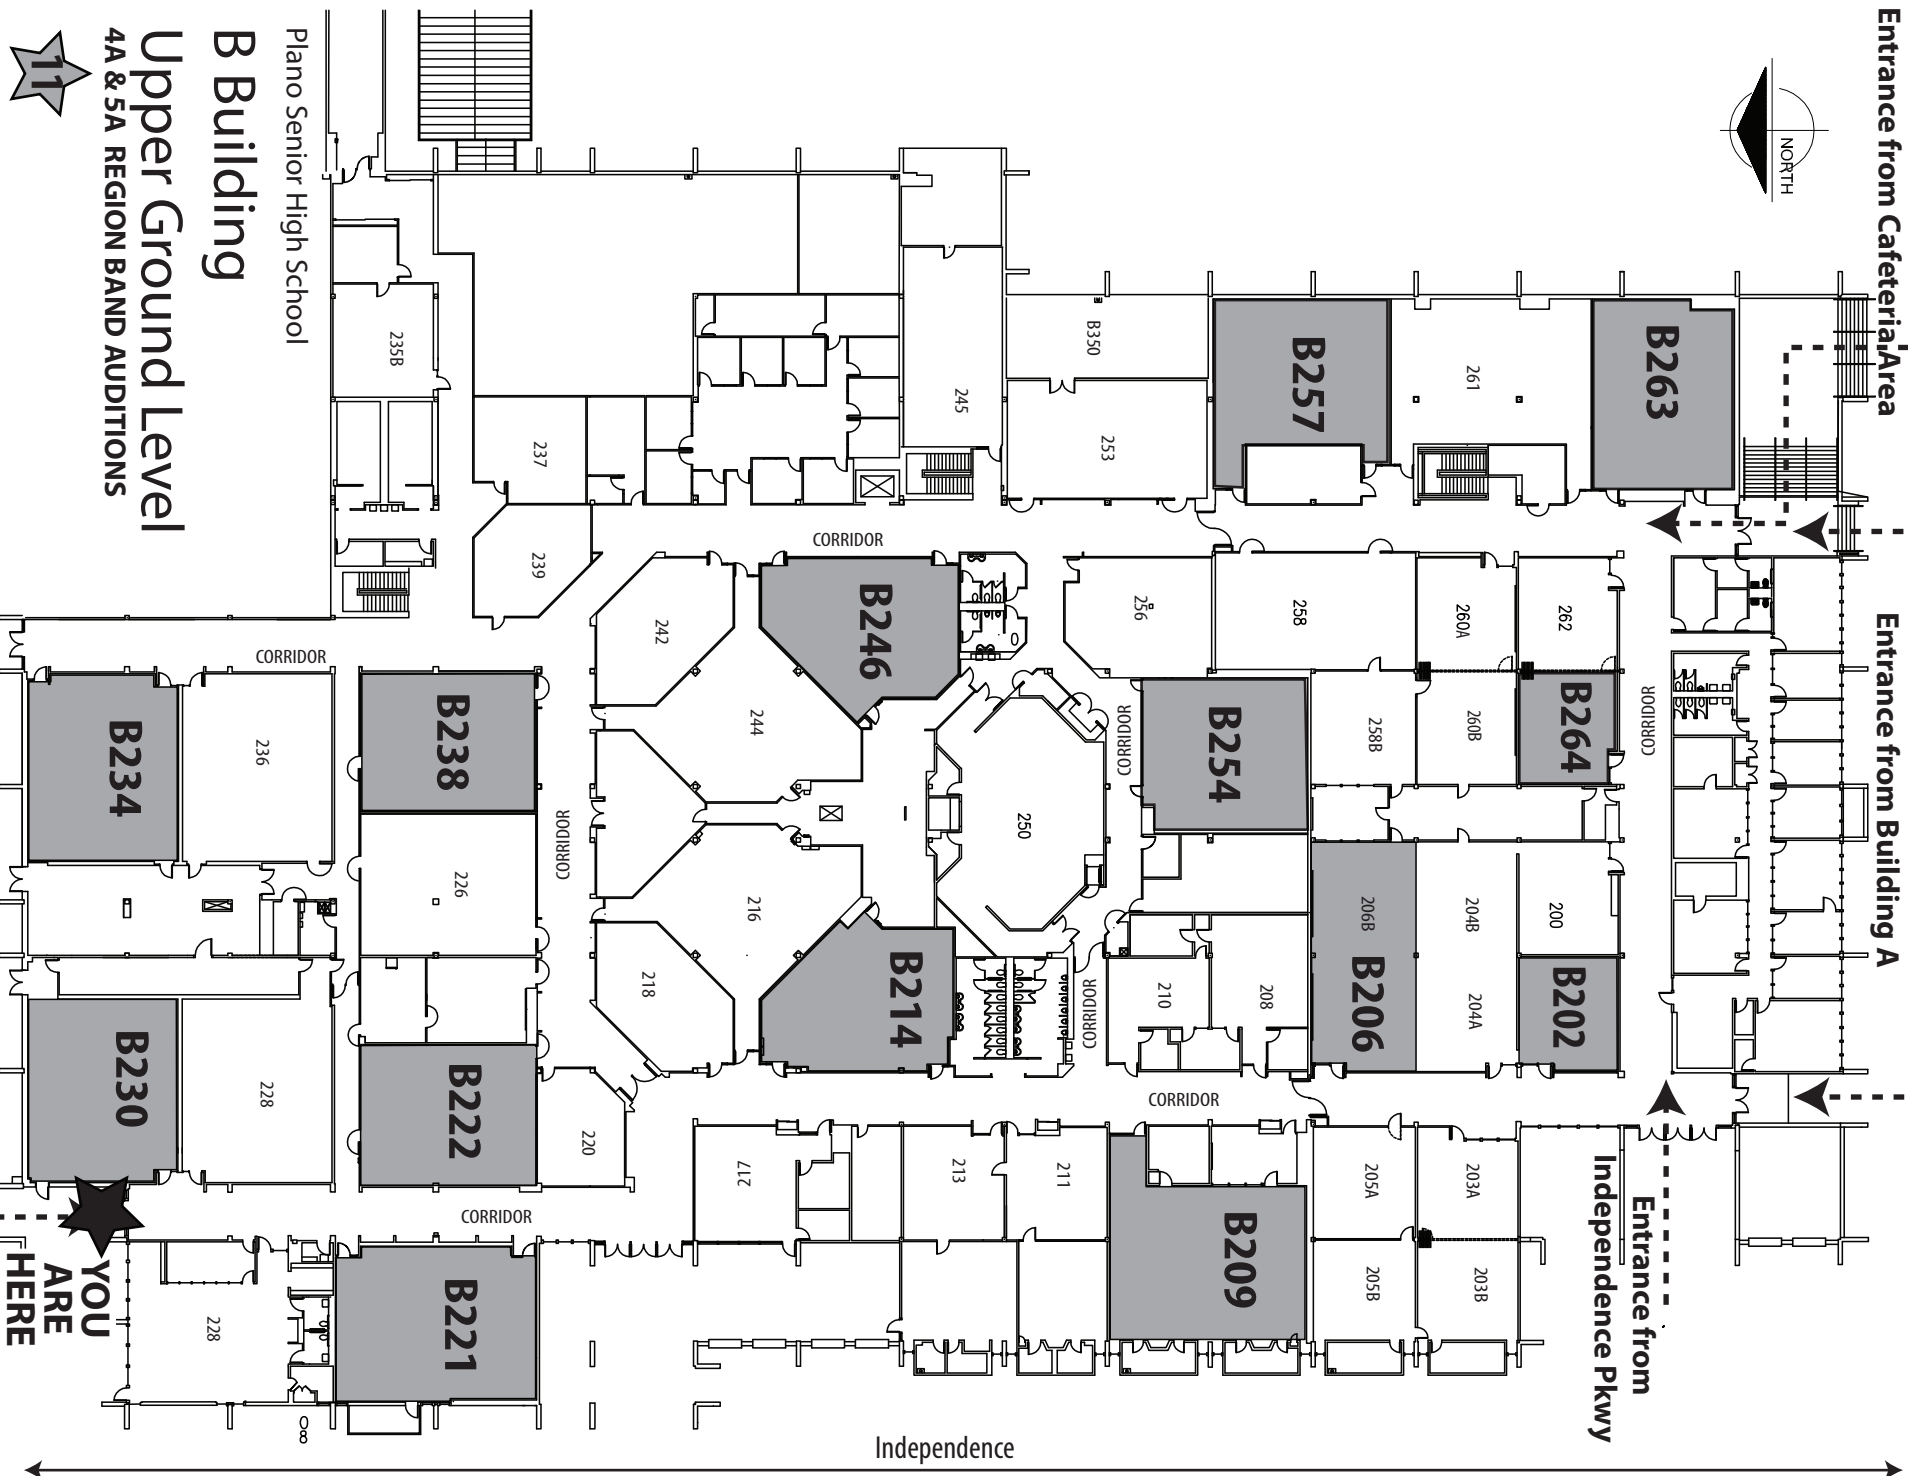 Plano Senior High School
B Building
Upper Ground Level
4A & 5A REGION BAND AUDITIONS
11
NORTH
Entrance from Cafeteria Area
Entrance from Building A
Entrance from
Independence Pkwy
YOU
ARE
HERE
Independence
B263
261
B257
B350
253
245
235B
237
239
CORRIDOR
262
260A
258
256
B246
242
CORRIDOR
B264
260B
258B
B254
CORRIDOR
CORRIDOR
244
250
B238
236
B234
CORRIDOR
200
204B
206B
B206
204A
B202
208
210
CORRIDOR
B214
216
218
226
B222
228
B230
220
CORRIDOR
203A
205A
211
213
217
B209
203B
205B
CORRIDOR
B221
228